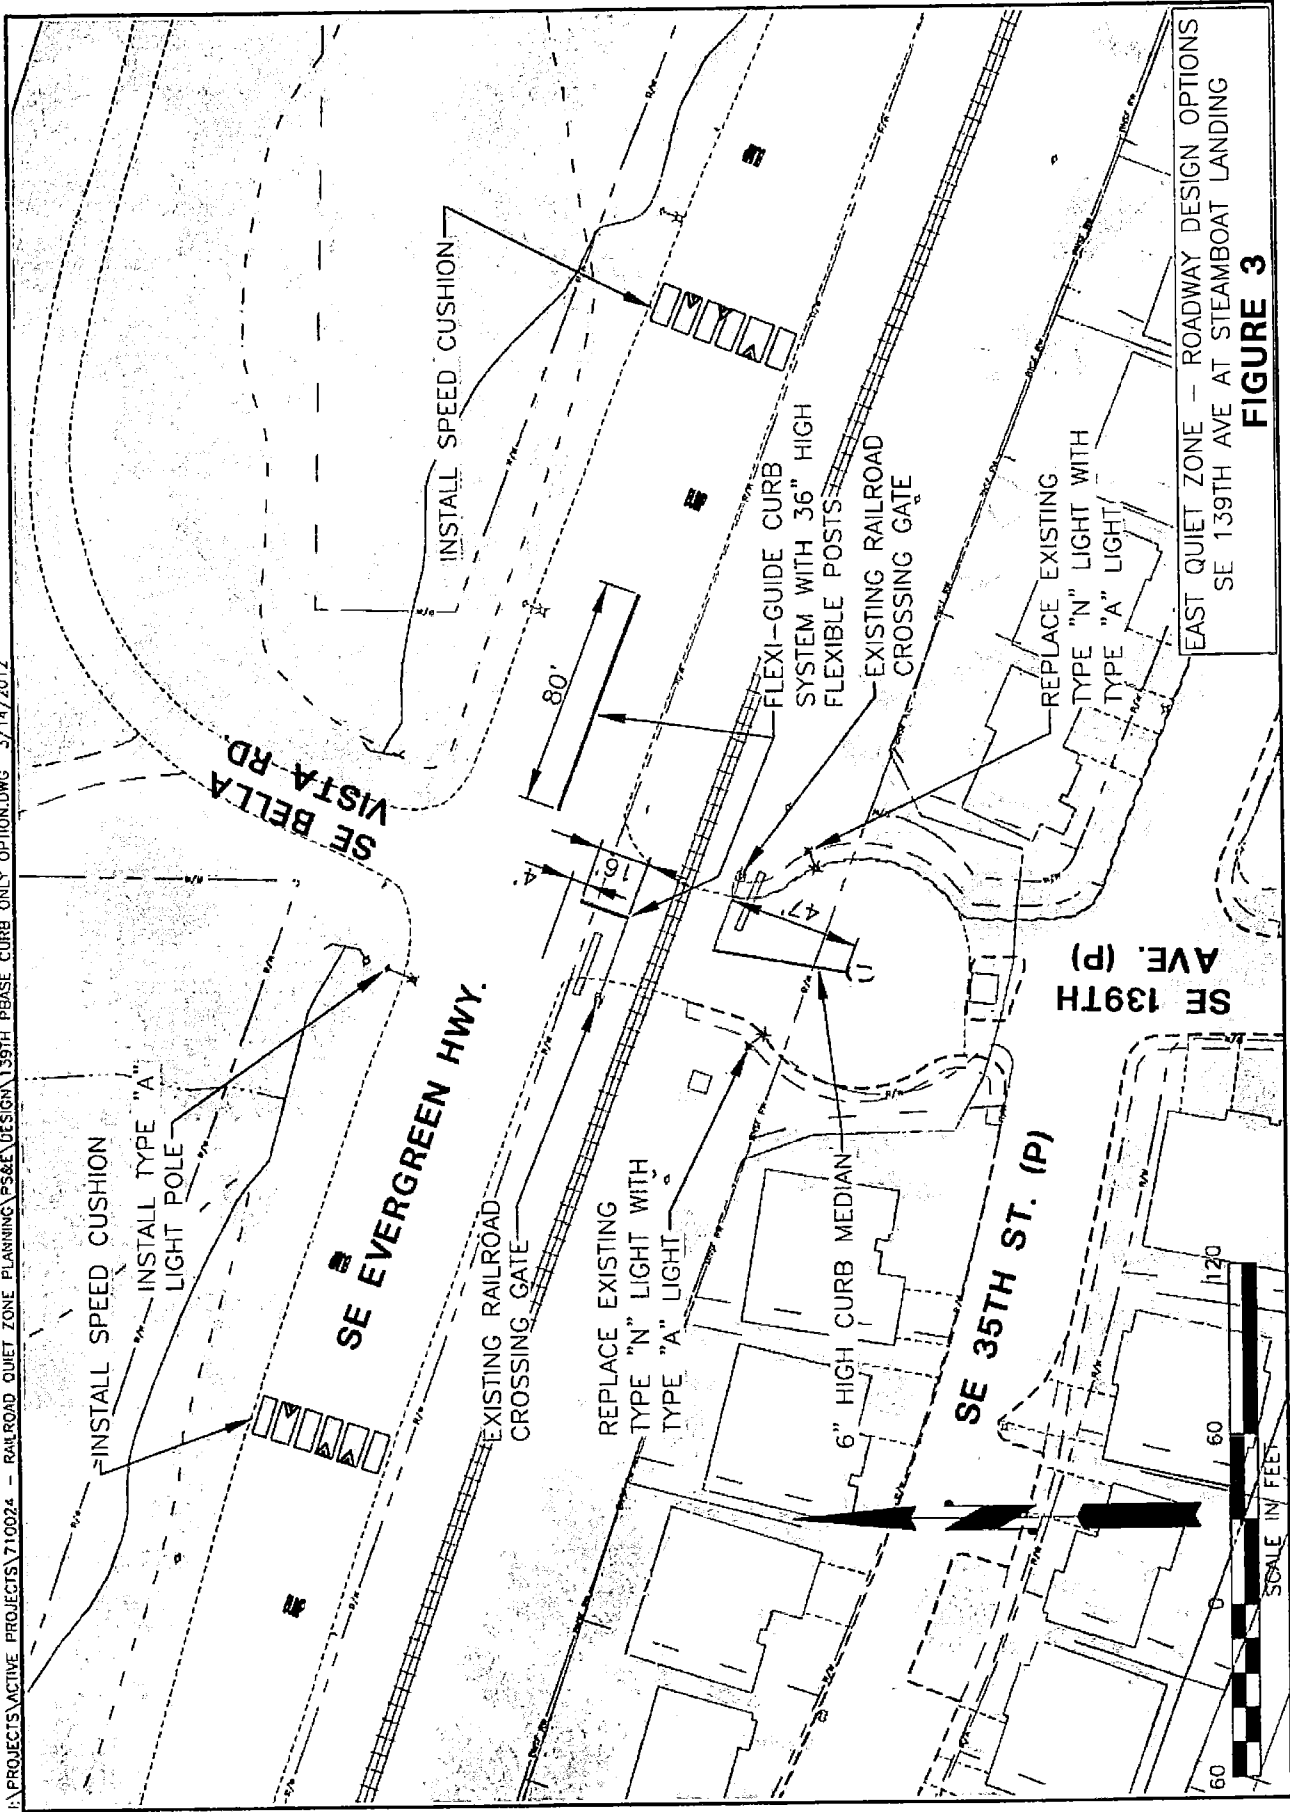 I:\PROJECTS\ACTIVE PROJECTS\710024 - RAILROAD QUIET ZONE PLANNING\PS&E\DESIGN\139TH PBASE CURB ONLY OPTION.DWG 3/14/2012
INSTALL SPEED CUSHION
INSTALL TYPE "A"
LIGHT POLE
SE BELLA
VISTA RD.
INSTALL SPEED CUSHION
SE EVERGREEN HWY.
80'
4'
16'
47'
EXISTING RAILROAD
CROSSING GATE
REPLACE EXISTING
TYPE "N" LIGHT WITH
TYPE "A" LIGHT
6" HIGH CURB MEDIAN
FLEXI-GUIDE CURB
SYSTEM WITH 36" HIGH
FLEXIBLE POSTS
EXISTING RAILROAD
CROSSING GATE
REPLACE EXISTING
TYPE "N" LIGHT WITH
TYPE "A" LIGHT
SE 139TH
AVE. (P)
SE 35TH ST. (P)
60 0 60 120
SCALE IN FEET
EAST QUIET ZONE - ROADWAY DESIGN OPTIONS
SE 139TH AVE AT STEAMBOAT LANDING
FIGURE 3